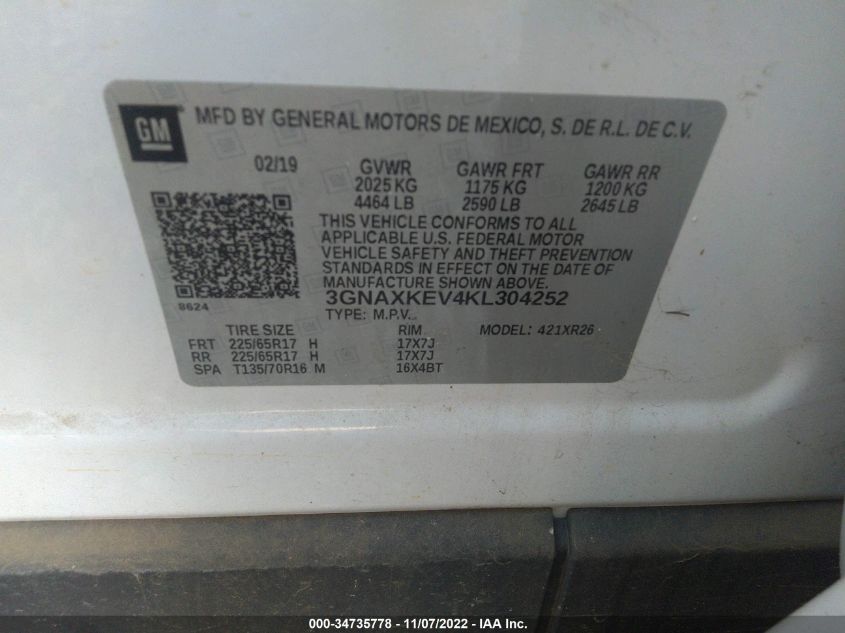 GM
MFD BY GENERAL MOTORS DE MEXICO, S. DE R.L. DE C.V.
02/19 GVWR GAWR FRT GAWR RR
2025 KG 1175 KG 1200 KG
4464 LB 2590 LB 2645 LB
THIS VEHICLE CONFORMS TO ALL
APPLICABLE U.S. FEDERAL MOTOR
VEHICLE SAFETY AND THEFT PREVENTION
STANDARDS IN EFFECT ON THE DATE OF
MANUFACTURE SHOWN ABOVE.
8624
3GNAXKEV4KL304252
TYPE: M.P.V.
TIRE SIZE RIM MODEL: 421XR26
FRT 225/65R17 H 17X7J
RR 225/65R17 H 17X7J
SPA T135/70R16 M 16X4BT
000-34735778 — 11/07/2022 — IAA Inc.